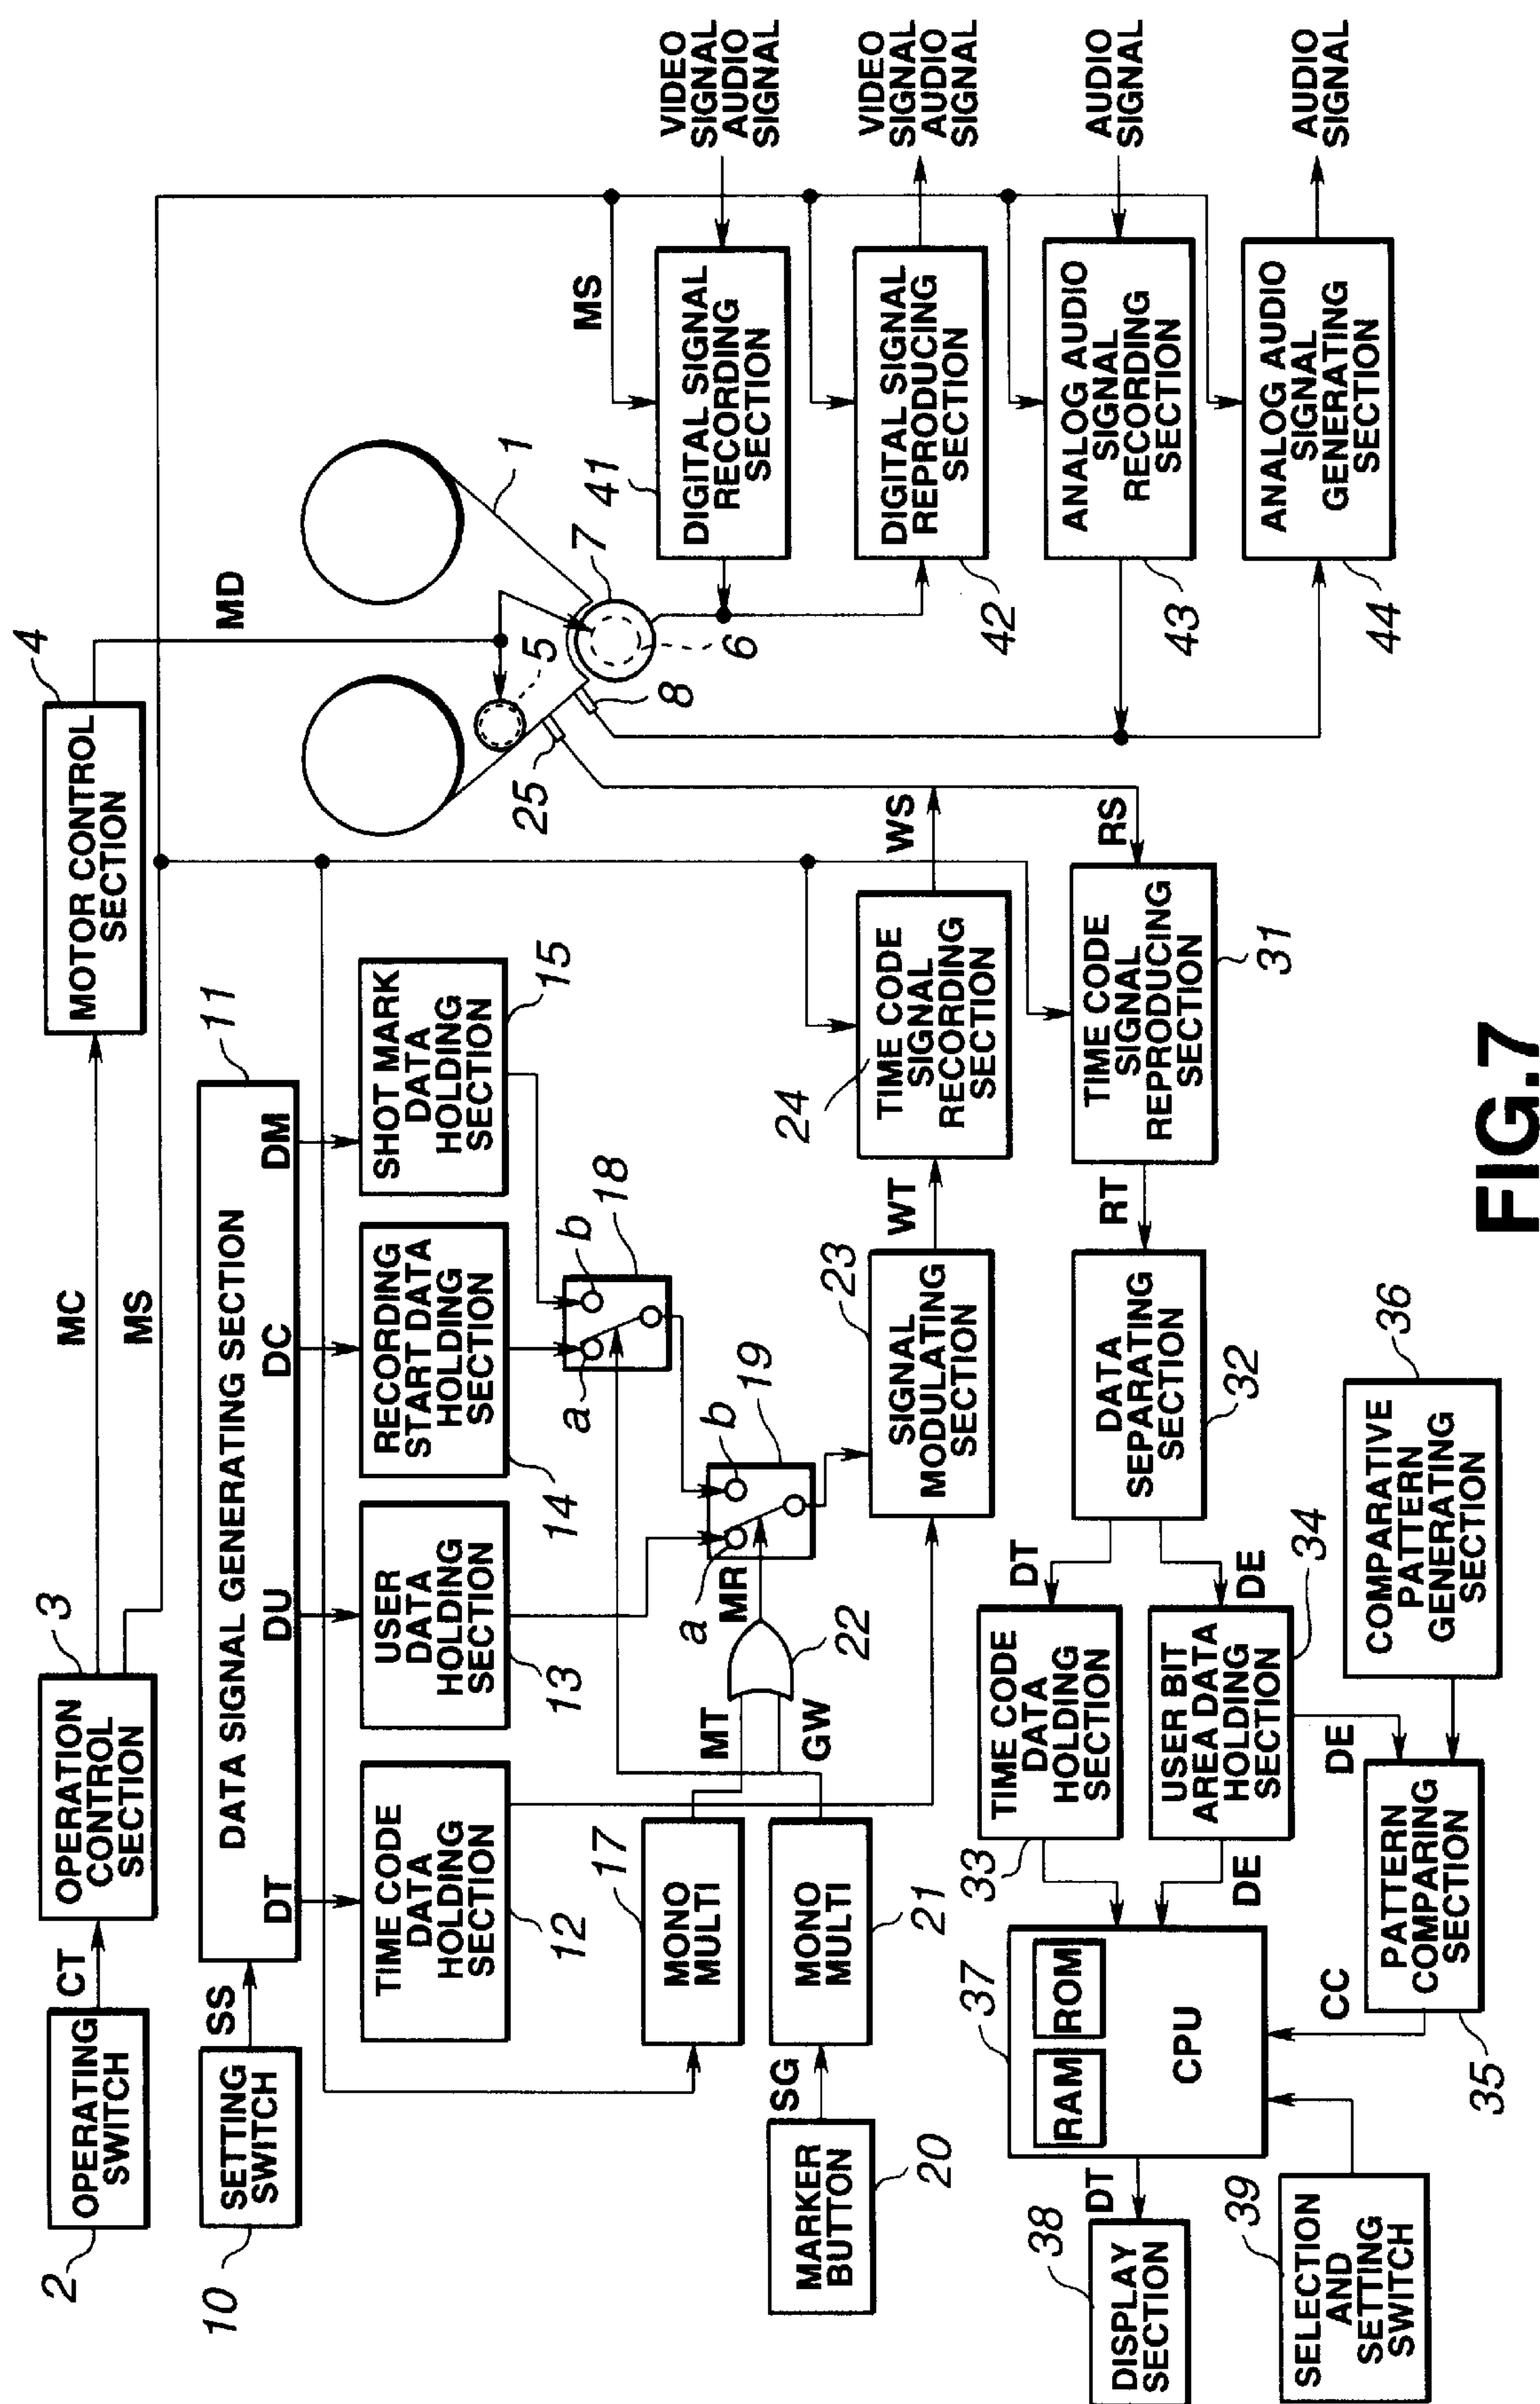 2
OPERATING
SWITCH
CT
3
OPERATION
CONTROL
SECTION
MC
MS
4
MOTOR CONTROL
SECTION
MD
10
SETTING
SWITCH
SS
11
DATA SIGNAL GENERATING SECTION
DT
DU
DC
DM
TIME CODE
DATA
HOLDING
SECTION
12
USER
DATA
HOLDING
SECTION
13
RECORDING
START DATA
HOLDING
SECTION
14
SHOT MARK
DATA
HOLDING
SECTION
15
1
5
6
7
8
25
17
MONO
MULTI
MT
a
b
18
a
b
19
MR
22
GW
MARKER
BUTTON
20
SG
MONO
MULTI
21
SIGNAL
MODULATING
SECTION
23
WT
24
TIME CODE
SIGNAL
RECORDING
SECTION
WS
RS
TIME CODE
SIGNAL
REPRODUCING
SECTION
31
RT
DATA
SEPARATING
SECTION
32
DT
DE
TIME CODE
DATA
HOLDING
SECTION
33
USER BIT
AREA DATA
HOLDING
SECTION
34
DE
DE
COMPARATIVE
PATTERN
GENERATING
SECTION
36
PATTERN
COMPARING
SECTION
35
CC
37
RAM
ROM
CPU
DT
38
DISPLAY
SECTION
39
SELECTION
AND
SETTING
SWITCH
MS
41
DIGITAL SIGNAL
RECORDING
SECTION
VIDEO
SIGNAL
AUDIO
SIGNAL
42
DIGITAL SIGNAL
REPRODUCING
SECTION
VIDEO
SIGNAL
AUDIO
SIGNAL
43
ANALOG AUDIO
SIGNAL
RECORDING
SECTION
AUDIO
SIGNAL
44
ANALOG AUDIO
SIGNAL
GENERATING
SECTION
AUDIO
SIGNAL
FIG.7